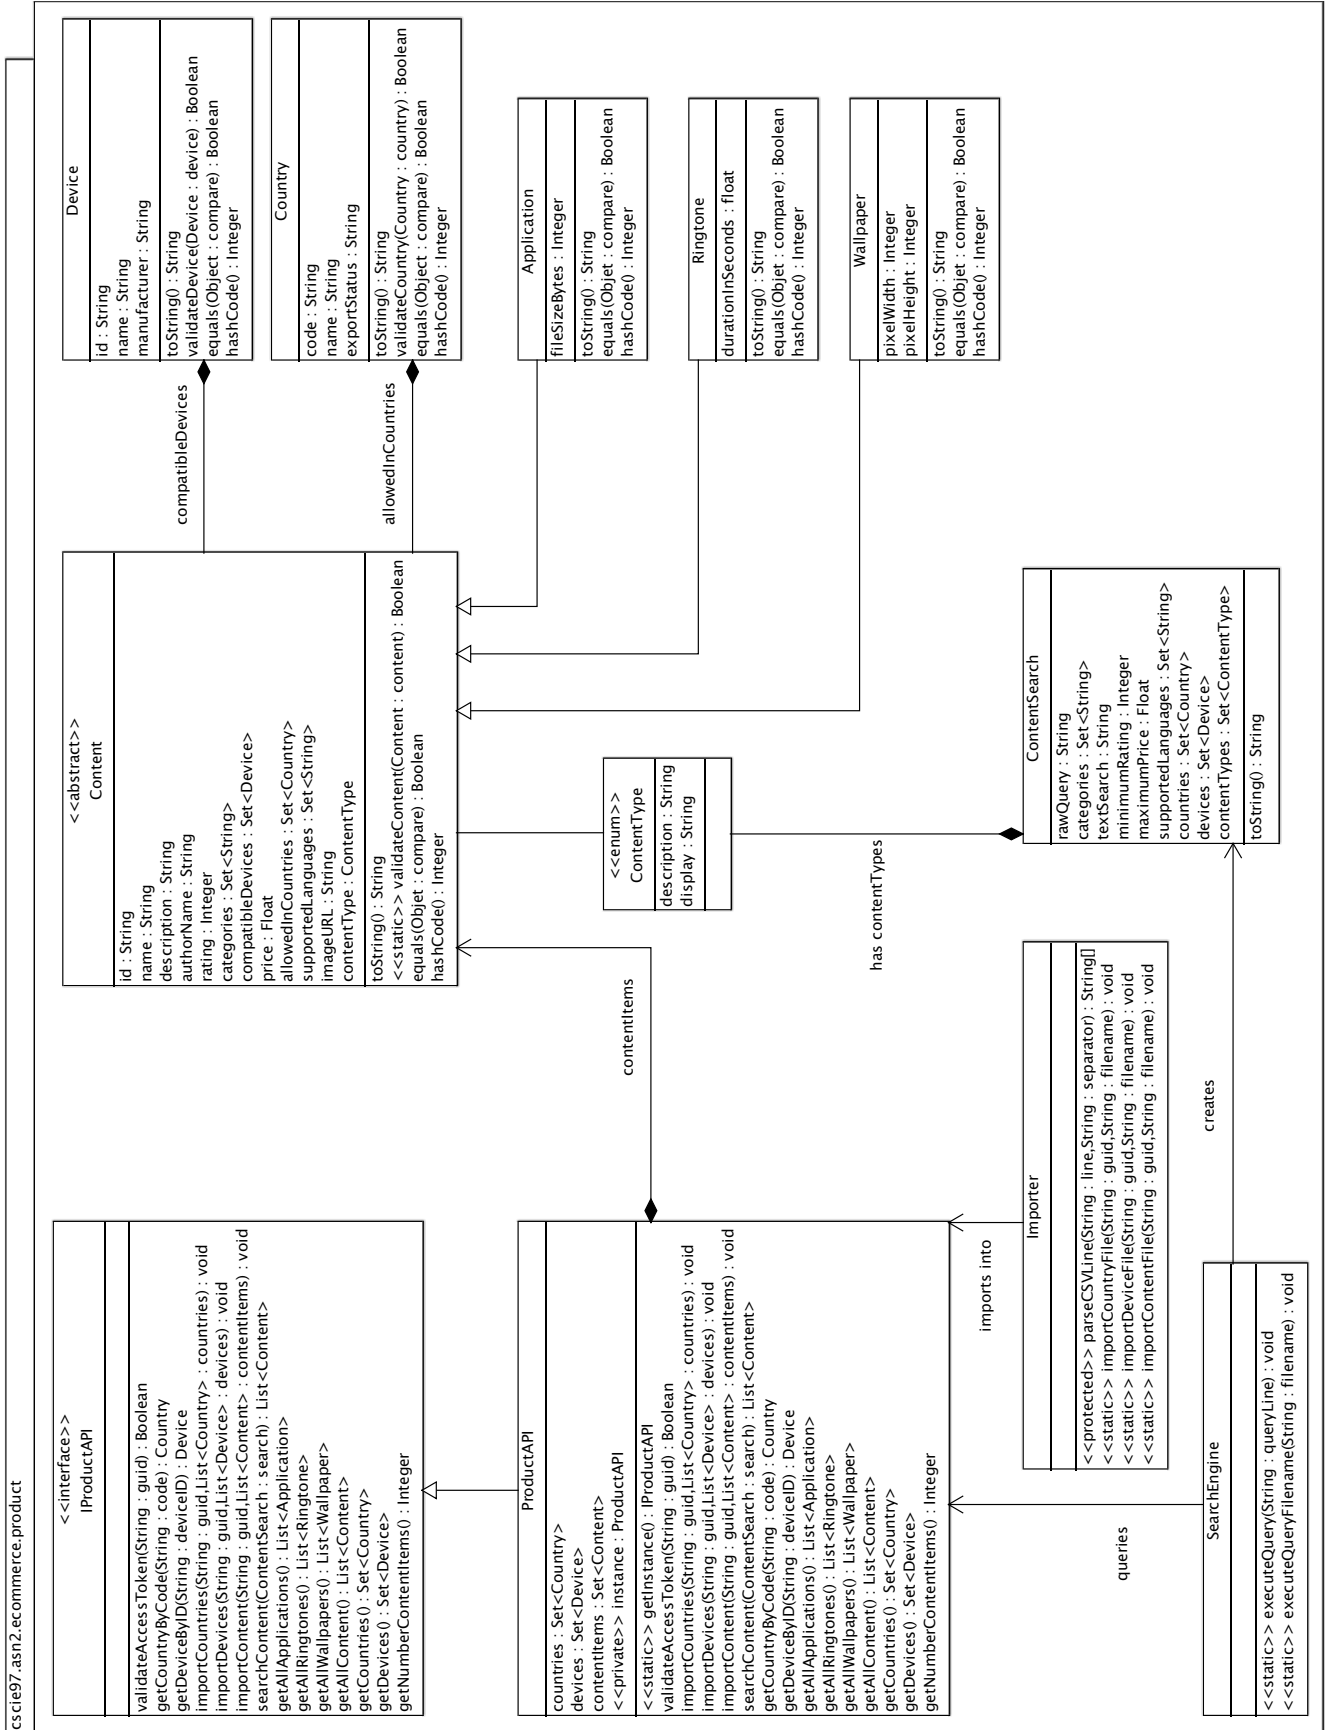 cscie97.asn2.ecommerce.product
<<interface>>
IProductAPI
validateAccessToken(String : guid) : Boolean
getCountryByCode(String : code) : Country
getDeviceByID(String : deviceID) : Device
importCountries(String : guid,List<Country> : countries) : void
importDevices(String : guid,List<Device> : devices) : void
importContent(String : guid,List<Content> : contentItems) : void
searchContent(ContentSearch : search) : List<Content>
getAllApplications() : List<Application>
getAllRingtones() : List<Ringtone>
getAllWallpapers() : List<Wallpaper>
getAllContent() : List<Content>
getCountries() : Set<Country>
getDevices() : Set<Device>
getNumberContentItems() : Integer
<<abstract>>
Content
id : String
name : String
description : String
authorName : String
rating : Integer
categories : Set<String>
compatibleDevices : Set<Device>
price : Float
allowedInCountries : Set<Country>
supportedLanguages : Set<String>
imageURL : String
contentType : ContentType
toString() : String
<<static>> validateContent(Content : content) : Boolean
equals(Objet : compare) : Boolean
hashCode() : Integer
compatibleDevices
allowedInCountries
Device
id : String
name : String
manufacturer : String
toString() : String
validateDevice(Device : device) : Boolean
equals(Object : compare) : Boolean
hashCode() : Integer
Country
code : String
name : String
exportStatus : String
toString() : String
validateCountry(Country : country) : Boolean
equals(Object : compare) : Boolean
hashCode() : Integer
ProductAPI
countries : Set<Country>
devices : Set<Device>
contentItems : Set<Content>
<<private>> instance : ProductAPI
<<static>> getInstance() : IProductAPI
validateAccessToken(String : guid) : Boolean
importCountries(String : guid,List<Country> : countries) : void
importDevices(String : guid,List<Device> : devices) : void
importContent(String : guid,List<Content> : contentItems) : void
searchContent(ContentSearch : search) : List<Content>
getCountryByCode(String : code) : Country
getDeviceByID(String : deviceID) : Device
getAllApplications() : List<Application>
getAllRingtones() : List<Ringtone>
getAllWallpapers() : List<Wallpaper>
getAllContent() : List<Content>
getCountries() : Set<Country>
getDevices() : Set<Device>
getNumberContentItems() : Integer
contentItems
<<enum>>
ContentType
description : String
display : String
has contentTypes
Application
fileSizeBytes : Integer
toString() : String
equals(Objet : compare) : Boolean
hashCode() : Integer
Ringtone
durationInSeconds : float
toString() : String
equals(Objet : compare) : Boolean
hashCode() : Integer
Wallpaper
pixelWidth : Integer
pixelHeight : Integer
toString() : String
equals(Objet : compare) : Boolean
hashCode() : Integer
imports into
Importer
<<protected>> parseCSVLine(String : line,String : separator) : String[]
<<static>> importCountryFile(String : guid,String : filename) : void
<<static>> importDeviceFile(String : guid,String : filename) : void
<<static>> importContentFile(String : guid,String : filename) : void
ContentSearch
rawQuery : String
categories : Set<String>
textSearch : String
minimumRating : Integer
maximumPrice : Float
supportedLanguages : Set<String>
countries : Set<Country>
devices : Set<Device>
contentTypes : Set<ContentType>
toString() : String
queries
creates
SearchEngine
<<static>> executeQuery(String : queryLine) : void
<<static>> executeQueryFilename(String : filename) : void